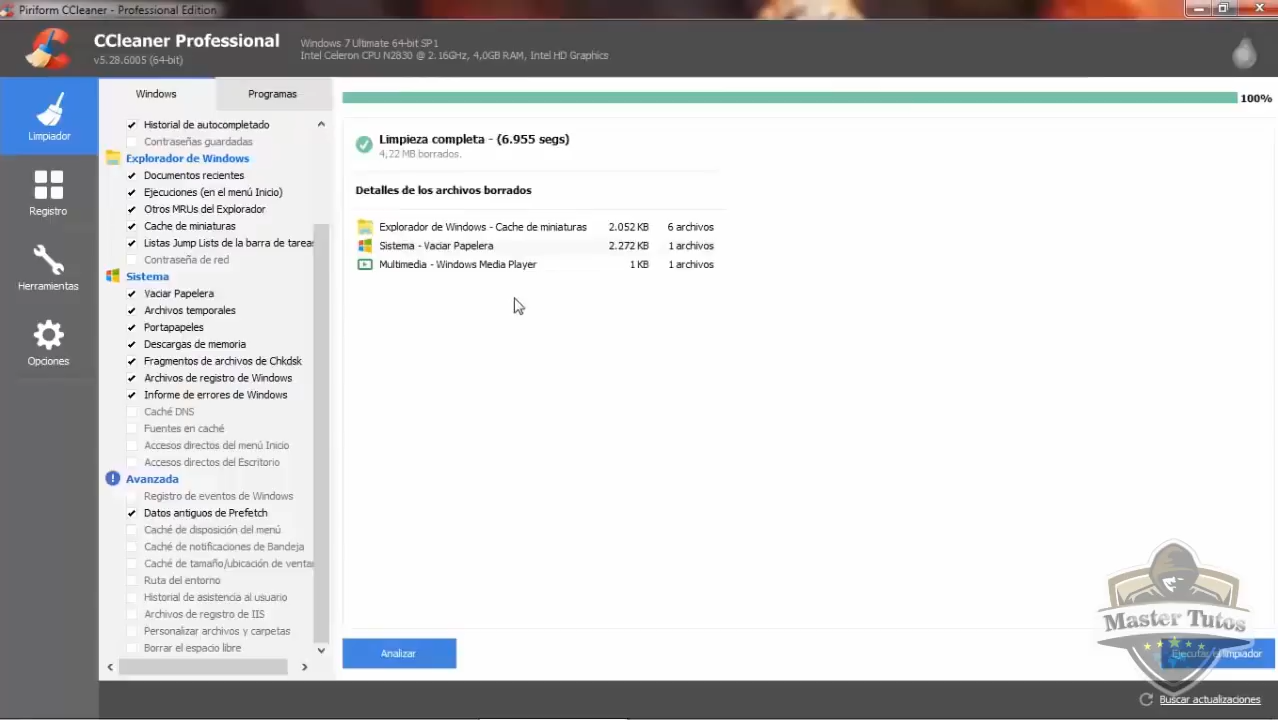 Piriform CCleaner - Professional Edition
CCleaner Professional
v5.28.6005 (64-bit)
Windows 7 Ultimate 64-bit SP1
Intel Celeron CPU N2830 @ 2.16GHz, 4,0GB RAM, Intel HD Graphics
Limpiador
Registro
Herramientas
Opciones
Windows
Programas
Historial de autocompletado
Contraseñas guardadas
Explorador de Windows
Documentos recientes
Ejecuciones (en el menú Inicio)
Otros MRUs del Explorador
Cache de miniaturas
Listas Jump Lists de la barra de tareas
Contraseña de red
Sistema
Vaciar Papelera
Archivos temporales
Portapapeles
Descargas de memoria
Fragmentos de archivos de Chkdsk
Archivos de registro de Windows
Informe de errores de Windows
Caché DNS
Fuentes en caché
Accesos directos del menú Inicio
Accesos directos del Escritorio
Avanzada
Registro de eventos de Windows
Datos antiguos de Prefetch
Caché de disposición del menú
Caché de notificaciones de Bandeja
Caché de tamaño/ubicación de ventan
Ruta del entorno
Historial de asistencia al usuario
Archivos de registro de IIS
Personalizar archivos y carpetas
Borrar el espacio libre
100%
Limpieza completa - (6.955 segs)
4,22 MB borrados.
Detalles de los archivos borrados
Explorador de Windows - Cache de miniaturas 2.052 KB 6 archivos
Sistema - Vaciar Papelera 2.272 KB 1 archivos
Multimedia - Windows Media Player 1 KB 1 archivos
Analizar
Master Tutos
Ejecutar el limpiador
Buscar actualizaciones